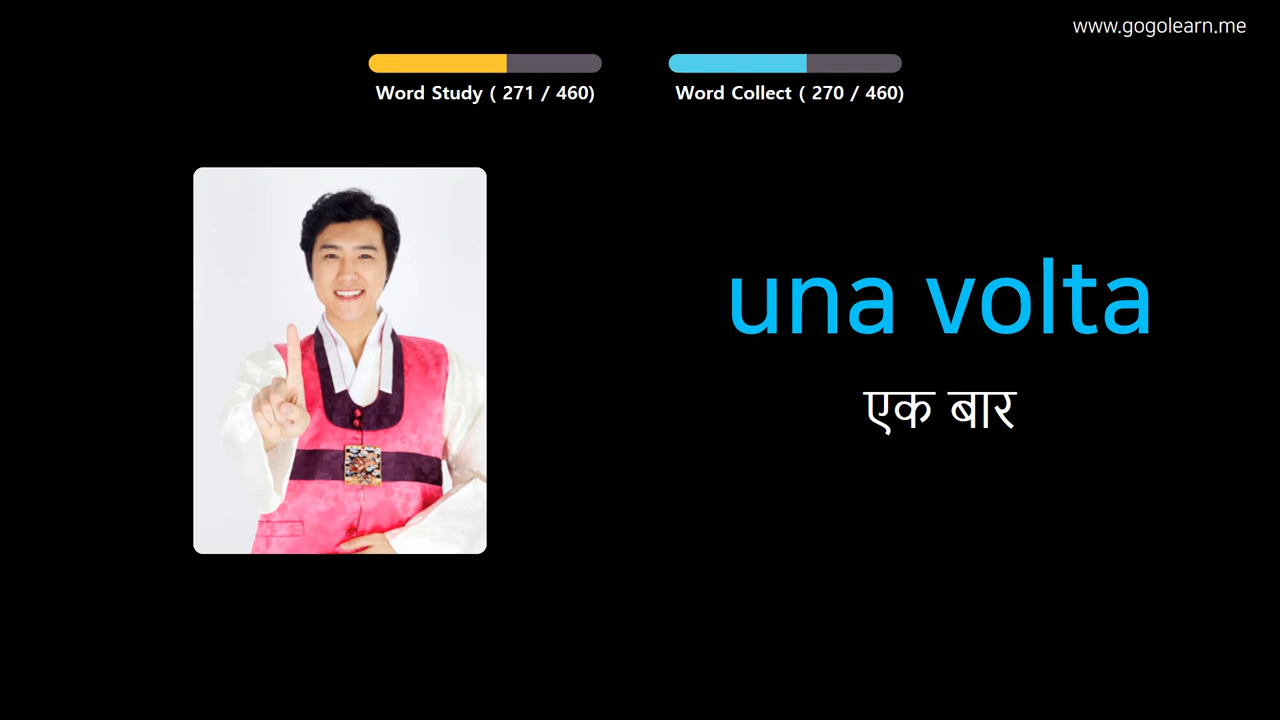 www.gogolearn.me
Word Study ( 271 / 460)
Word Collect ( 270 / 460)
una volta
एक बार